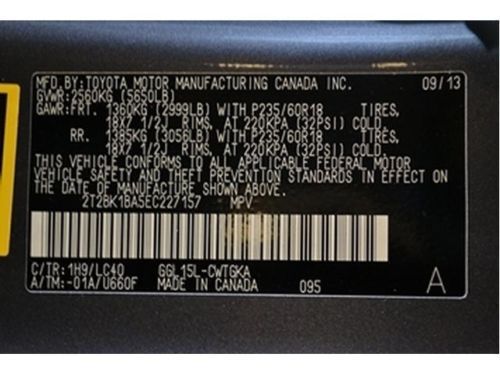 MFD.BY:TOYOTA MOTOR MANUFACTURING CANADA INC. 09/13
GVWR:2560KG (5650LB)
GAWR:FRT. 1360KG (2999LB) WITH P235/60R18 TIRES,
18X7 1/2J RIMS, AT 220KPA (32PSI) COLD
RR. 1385KG (3056LB) WITH P235/60R18 TIRES,
18X7 1/2J RIMS, AT 220KPA (32PSI) COLD
THIS VEHICLE CONFORMS TO ALL APPLICABLE FEDERAL MOTOR
VEHICLE SAFETY AND THEFT PREVENTION STANDARDS IN
EFFECT ON THE DATE OF MANUFACTURE SHOWN ABOVE.
2T2BK1BA5EC227157 MPV
C/TR:1H9/LC40 GGL15L-CWTGKA
A/TM:-01A/U660F MADE IN CANADA 095 A